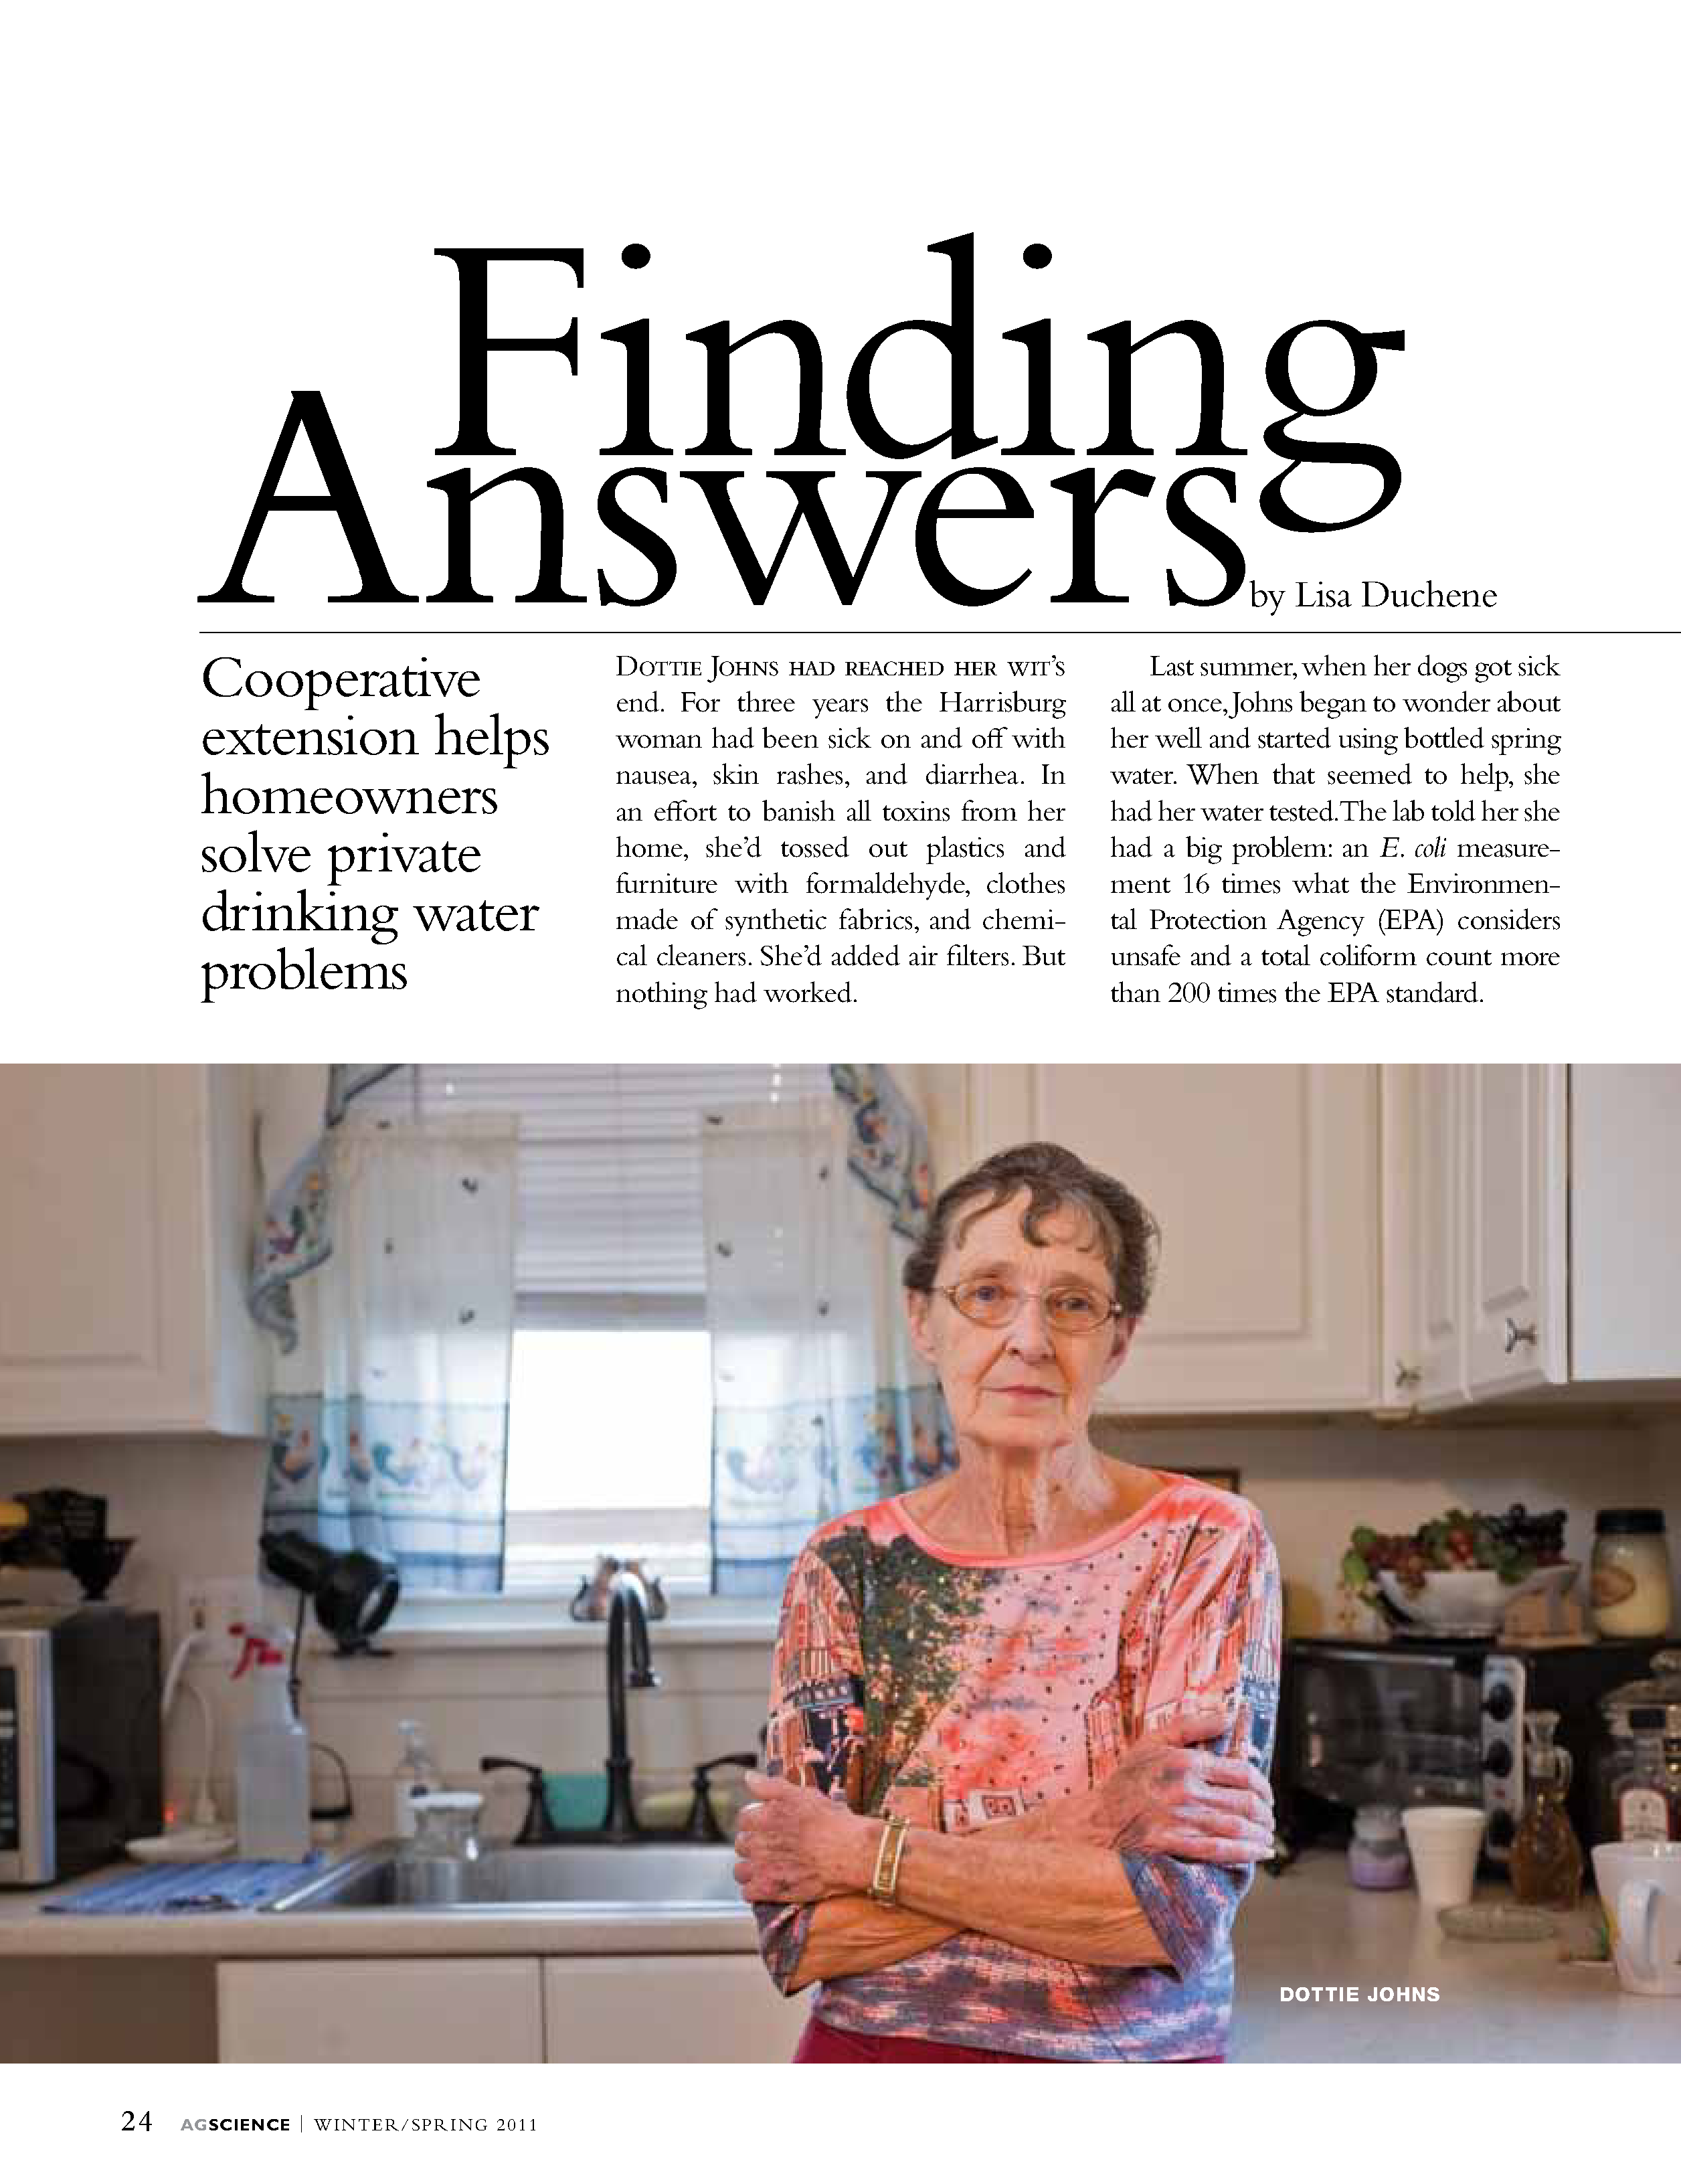 Finding
Answers
by Lisa Duchene
Cooperative
extension helps
homeowners
solve private
drinking water
problems
Dottie Johns had reached her wit’s
end. For three years the Harrisburg
woman had been sick on and off with
nausea, skin rashes, and diarrhea. In
an effort to banish all toxins from her
home, she’d tossed out plastics and
furniture with formaldehyde, clothes
made of synthetic fabrics, and chemi-
cal cleaners. She’d added air filters. But
nothing had worked.
Last summer, when her dogs got sick
all at once, Johns began to wonder about
her well and started using bottled spring
water. When that seemed to help, she
had her water tested. The lab told her she
had a big problem: an E. coli measure-
ment 16 times what the Environmen-
tal Protection Agency (EPA) considers
unsafe and a total coliform count more
than 200 times the EPA standard.
DOTTIE JOHNS
24 AGSCIENCE | WINTER/SPRING 2011